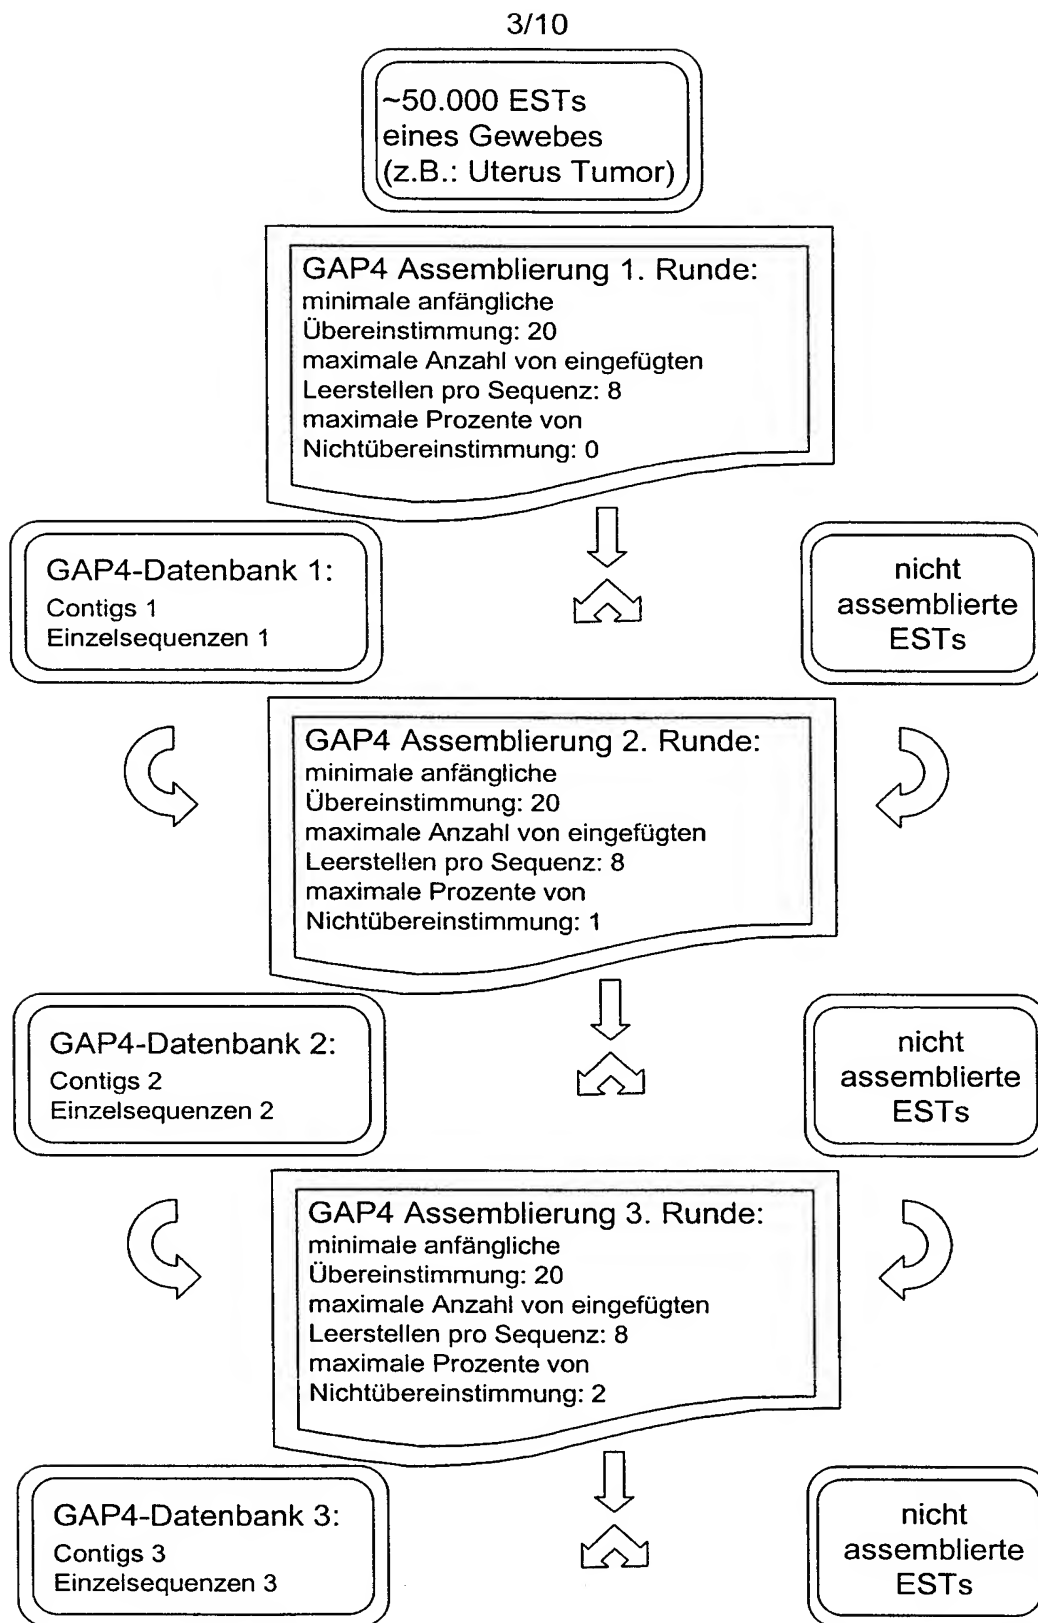 3/10
~50.000 ESTs
eines Gewebes
(z.B.: Uterus Tumor)
GAP4 Assemblierung 1. Runde:
minimale anfängliche
Übereinstimmung: 20
maximale Anzahl von eingefügten
Leerstellen pro Sequenz: 8
maximale Prozente von
Nichtübereinstimmung: 0
GAP4-Datenbank 1:
Contigs 1
Einzelsequenzen 1
nicht
assemblierte
ESTs
GAP4 Assemblierung 2. Runde:
minimale anfängliche
Übereinstimmung: 20
maximale Anzahl von eingefügten
Leerstellen pro Sequenz: 8
maximale Prozente von
Nichtübereinstimmung: 1
GAP4-Datenbank 2:
Contigs 2
Einzelsequenzen 2
nicht
assemblierte
ESTs
GAP4 Assemblierung 3. Runde:
minimale anfängliche
Übereinstimmung: 20
maximale Anzahl von eingefügten
Leerstellen pro Sequenz: 8
maximale Prozente von
Nichtübereinstimmung: 2
GAP4-Datenbank 3:
Contigs 3
Einzelsequenzen 3
nicht
assemblierte
ESTs